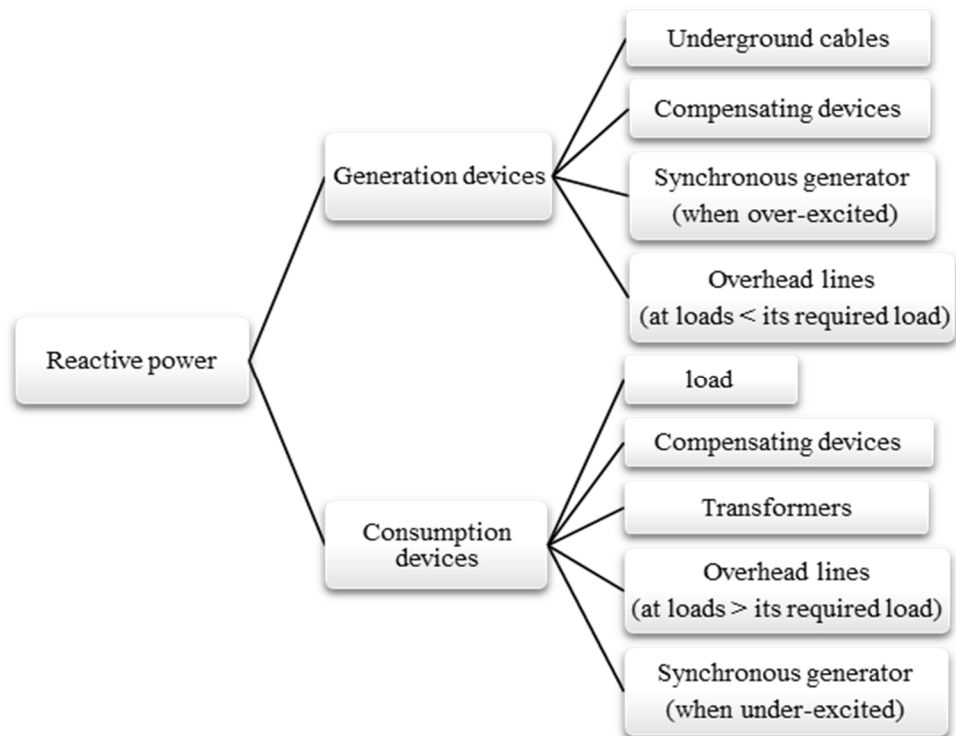 Underground cables
Compensating devices
Generation devices
Synchronous generator
(when over-excited)
Overhead lines
(at loads < its required load)
Reactive power
load
Compensating devices
Transformers
Consumption
devices
Overhead lines
(at loads > its required load)
Synchronous generator
(when under-excited)